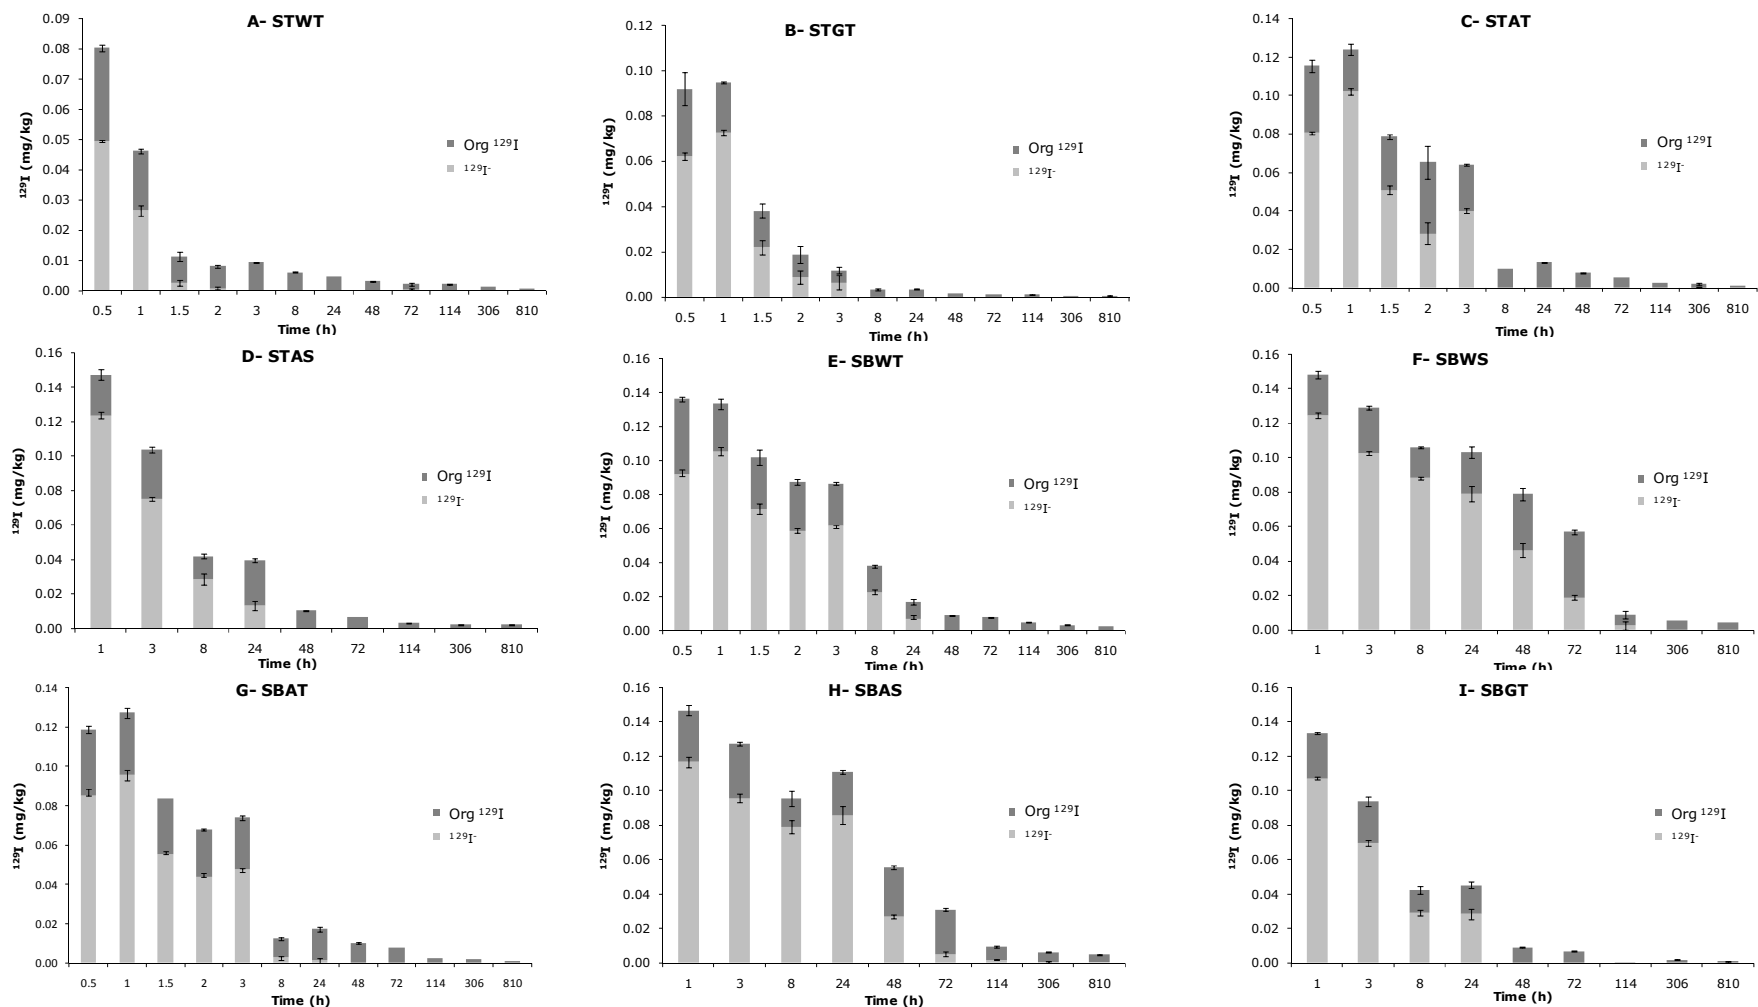 A- STWT
0.09
0.08
0.07
0.06
0.05
0.04
0.03
0.02
0.01
0.00
¹²⁹I (mg/kg)
Org ¹²⁹I
¹²⁹I⁻
0.5 1 1.5 2 3 8 24 48 72 114 306 810
Time (h)
B- STGT
0.12
0.10
0.08
0.06
0.04
0.02
0.00
¹²⁹I (mg/kg)
Org ¹²⁹I
¹²⁹I⁻
0.5 1 1.5 2 3 8 24 48 72 114 306 810
Time (h)
C- STAT
0.14
0.12
0.10
0.08
0.06
0.04
0.02
0.00
¹²⁹I (mg/kg)
Org ¹²⁹I
¹²⁹I⁻
0.5 1 1.5 2 3 8 24 48 72 114 306 810
Time (h)
D- STAS
0.16
0.14
0.12
0.10
0.08
0.06
0.04
0.02
0.00
¹²⁹I (mg/kg)
Org ¹²⁹I
¹²⁹I⁻
1 3 8 24 48 72 114 306 810
Time (h)
E- SBWT
0.16
0.14
0.12
0.10
0.08
0.06
0.04
0.02
0.00
¹²⁹I (mg/kg)
Org ¹²⁹I
¹²⁹I⁻
0.5 1 1.5 2 3 8 24 48 72 114 306 810
Time (h)
F- SBWS
0.16
0.14
0.12
0.10
0.08
0.06
0.04
0.02
0.00
¹²⁹I (mg/kg)
Org ¹²⁹I
¹²⁹I⁻
1 3 8 24 48 72 114 306 810
Time (h)
G- SBAT
0.14
0.12
0.10
0.08
0.06
0.04
0.02
0.00
¹²⁹I (mg/kg)
Org ¹²⁹I
¹²⁹I⁻
0.5 1 1.5 2 3 8 24 48 72 114 306 810
Time (h)
H- SBAS
0.16
0.14
0.12
0.10
0.08
0.06
0.04
0.02
0.00
¹²⁹I (mg/kg)
Org ¹²⁹I
¹²⁹I⁻
1 3 8 24 48 72 114 306 810
Time (h)
I- SBGT
0.16
0.14
0.12
0.10
0.08
0.06
0.04
0.02
0.00
¹²⁹I (mg/kg)
Org ¹²⁹I
¹²⁹I⁻
1 3 8 24 48 72 114 306 810
Time (h)